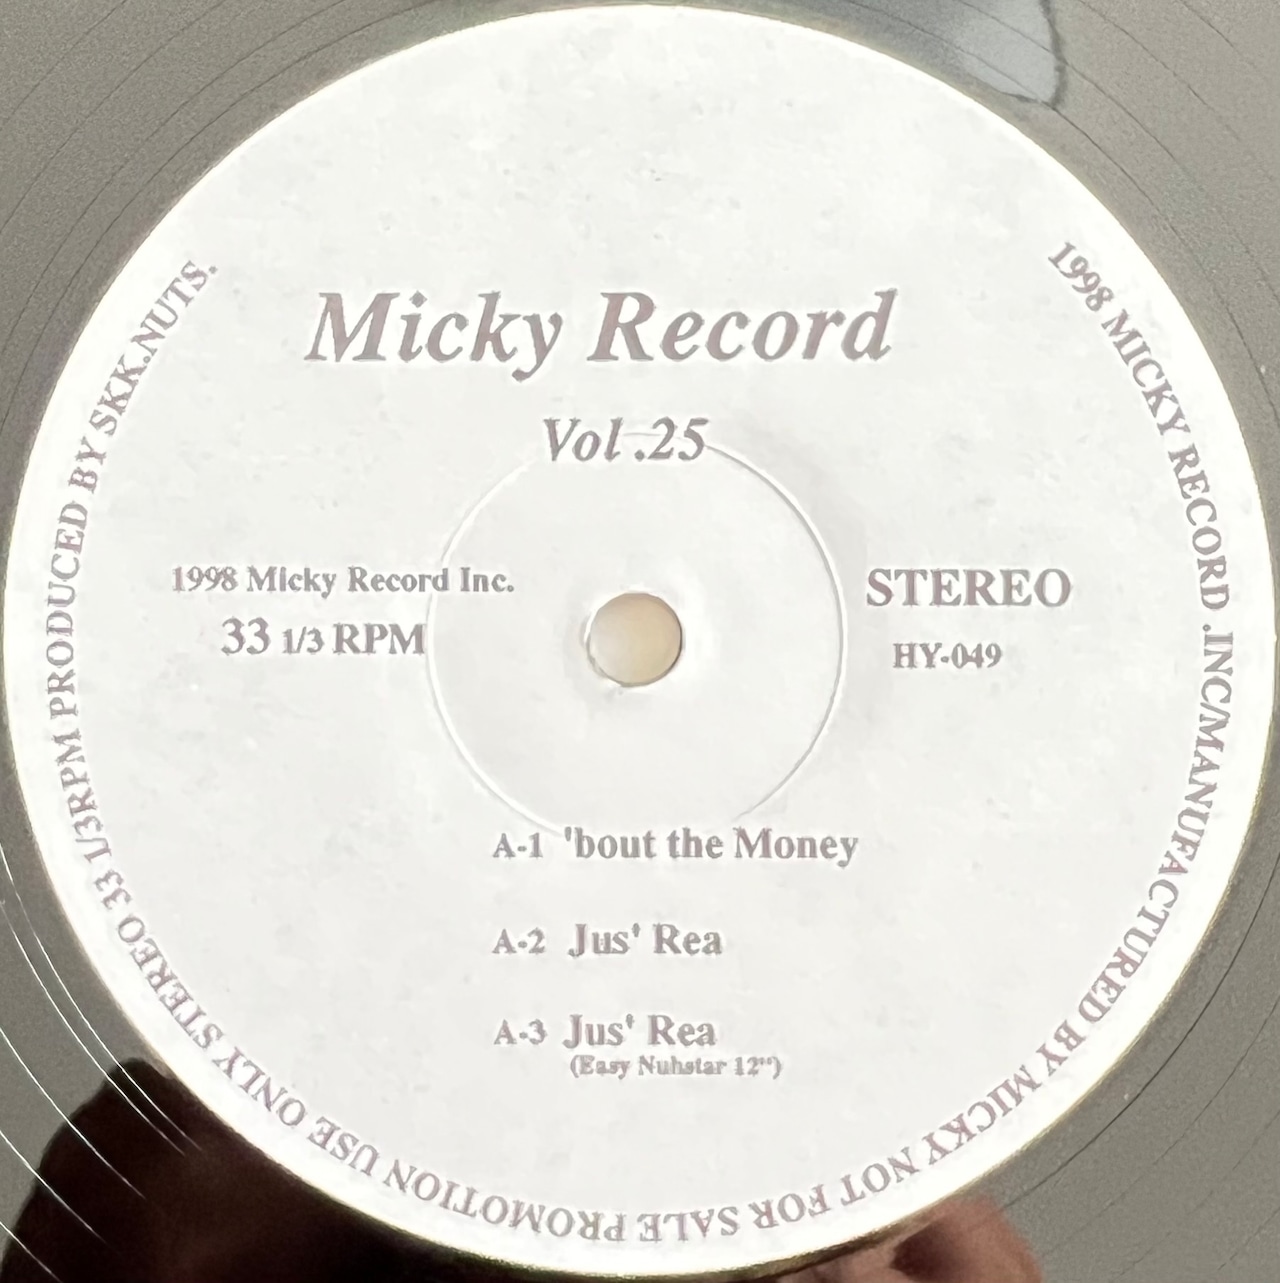 Micky Record
Vol .25
1998 Micky Record Inc.
33 1/3 RPM
STEREO
HY-049
A-1 'bout the Money
A-2 Jus' Rea
A-3 Jus' Rea
(Easy Nuhstar 12")
1998 MICKY RECORD .INC/MANUFACTURED BY MICKY NOT FOR SALE PROMOTION USE ONLY STEREO 33 1/3RPM PRODUCED BY SKK.NUTS.